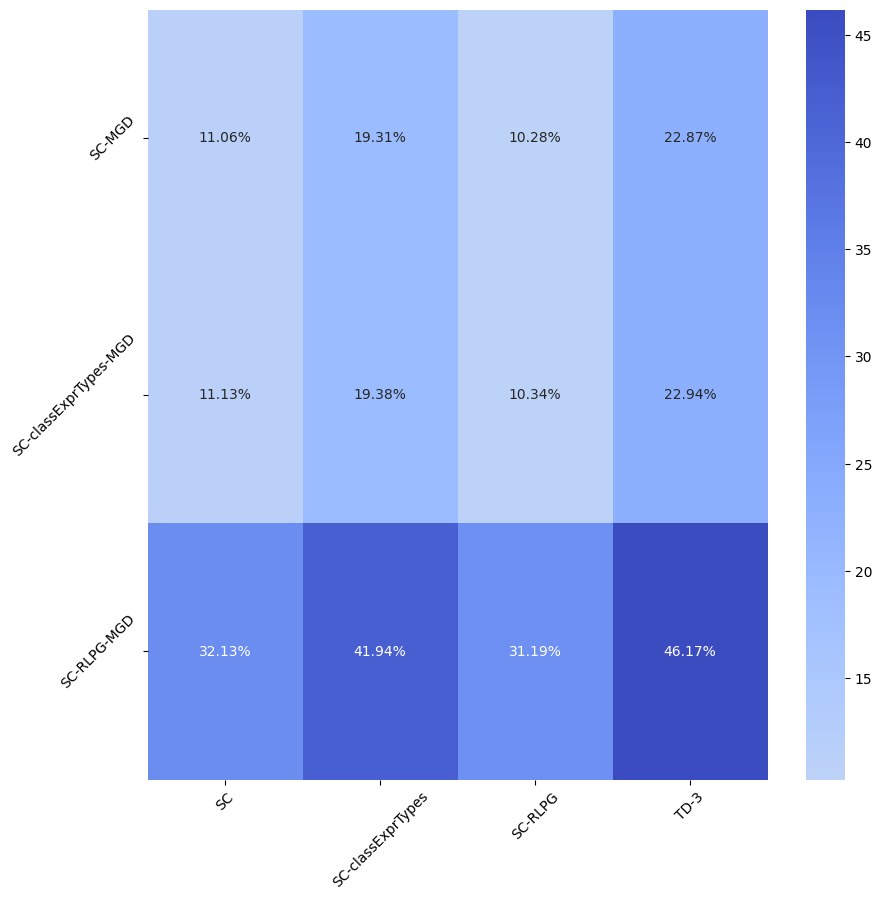 SC-MGD
11.06% 19.31% 10.28% 22.87%
SC-classExprTypes-MGD
11.13% 19.38% 10.34% 22.94%
SC-RLPG-MGD
32.13% 41.94% 31.19% 46.17%
SC
SC-classExprTypes
SC-RLPG
TD-3
45
40
35
30
25
20
15